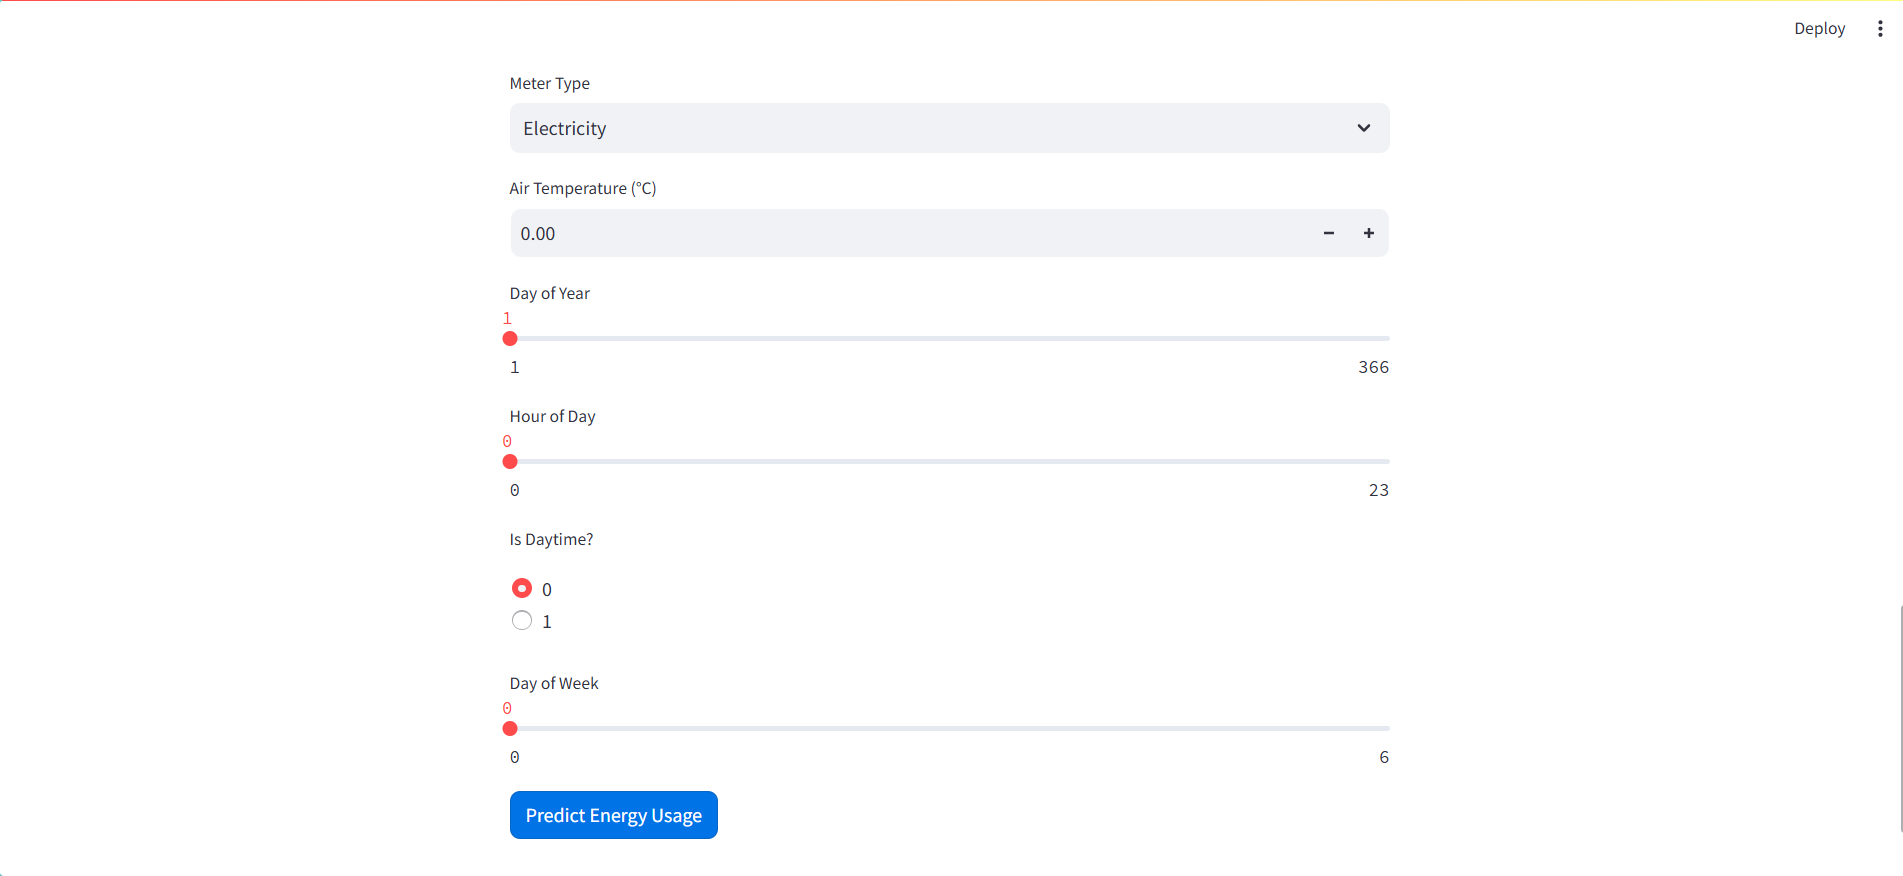 Deploy
Meter Type
Electricity
Air Temperature (°C)
0.00
Day of Year
1
1 366
Hour of Day
0
0 23
Is Daytime?
0
1
Day of Week
0
0 6
Predict Energy Usage